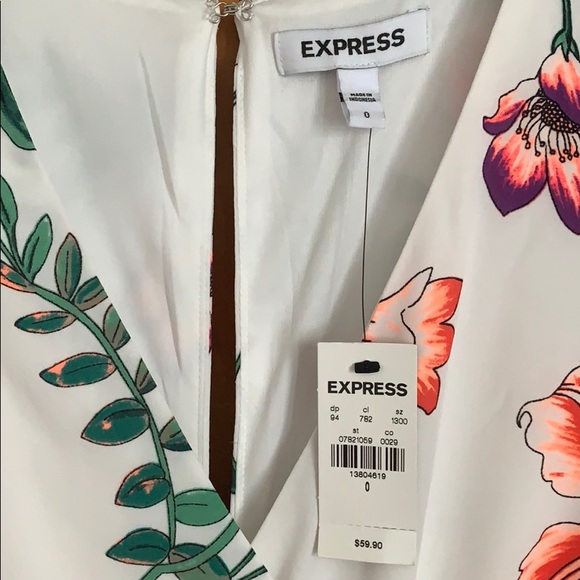 EXPRESS
MADE IN
INDONESIA
0
EXPRESS
dp cl sz
94 782 1300
st co
07821059 0029
13804619
0
$59.90